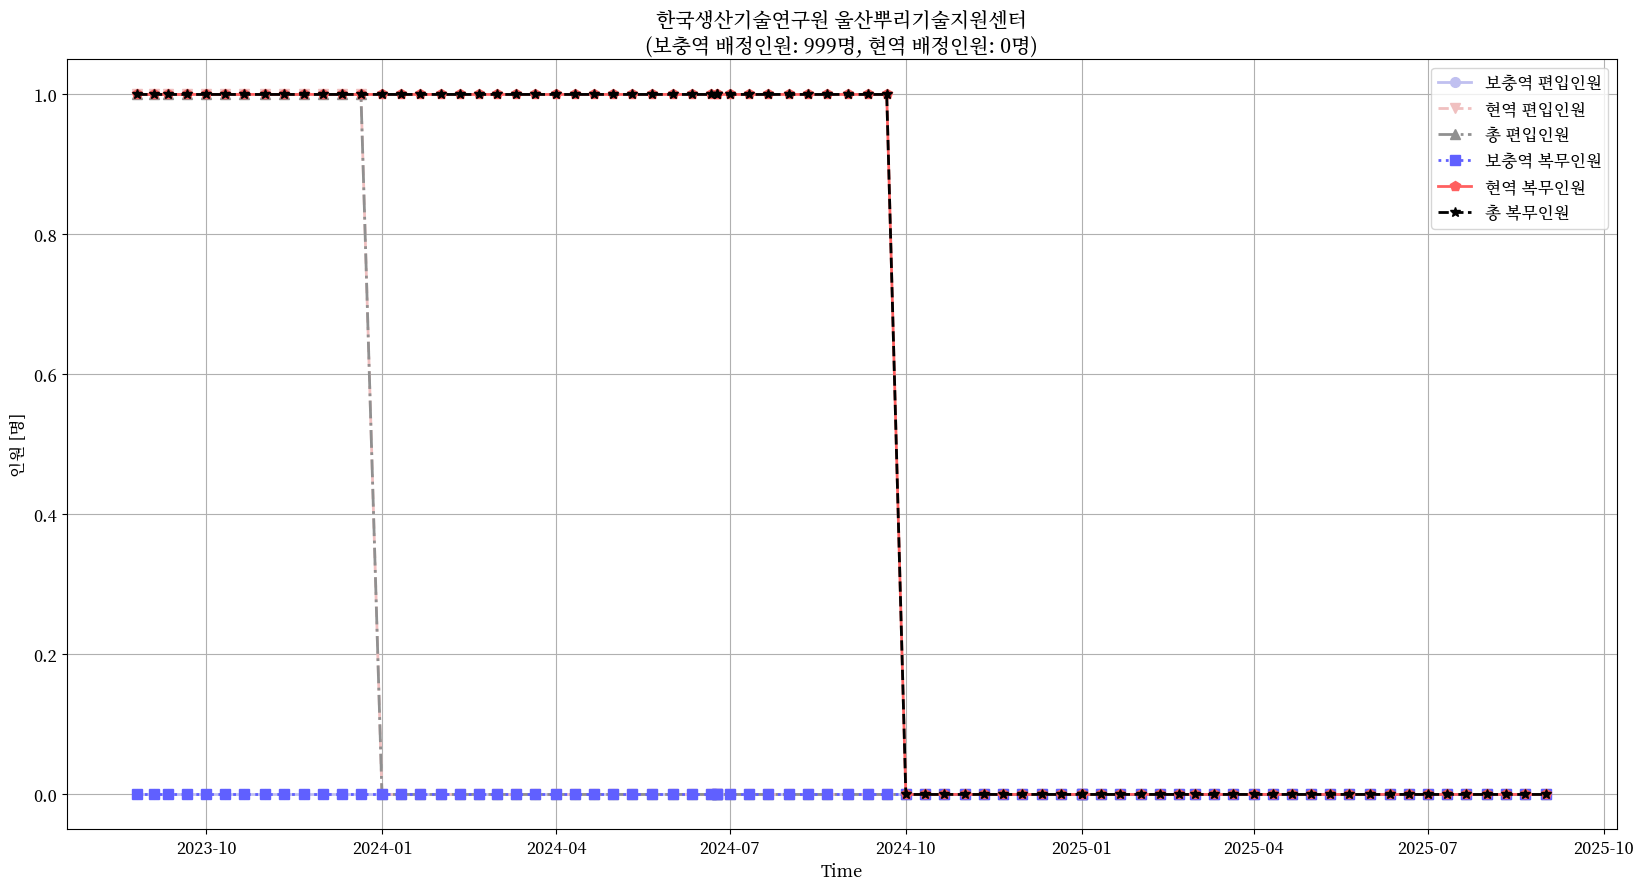 한국생산기술연구원 울산뿌리기술지원센터
(보충역 배정인원: 999명, 현역 배정인원: 0명)
보충역 편입인원
현역 편입인원
총 편입인원
보충역 복무인원
현역 복무인원
총 복무인원
인원 [명]
1.0
0.8
0.6
0.4
0.2
0.0
2023-10
2024-01
2024-04
2024-07
2024-10
2025-01
2025-04
2025-07
2025-10
Time